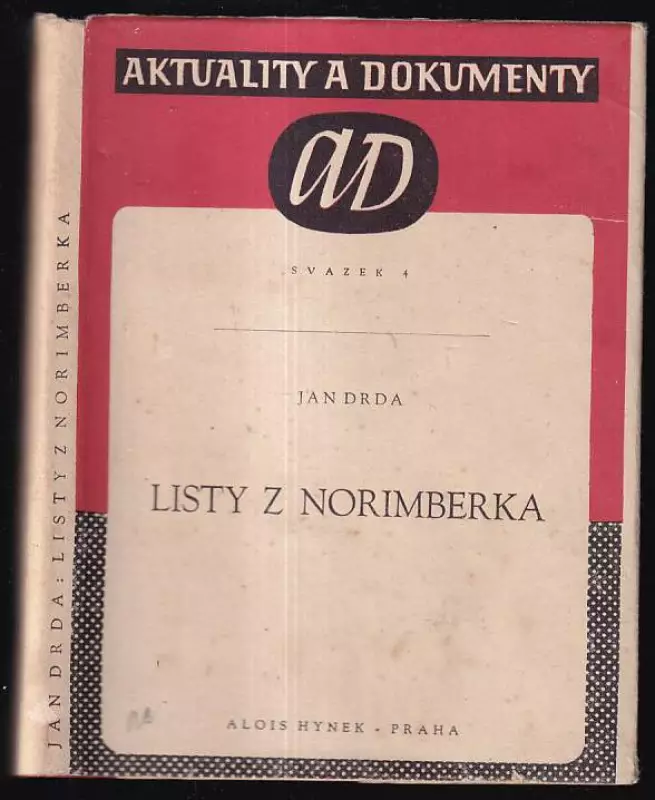 AKTUALITY A DOKUMENTY
AD
SVAZEK 4
JAN DRDA
LISTY Z NORIMBERKA
ALOIS HYNEK - PRAHA
JAN DRDA: LISTY Z NORIMBERKA